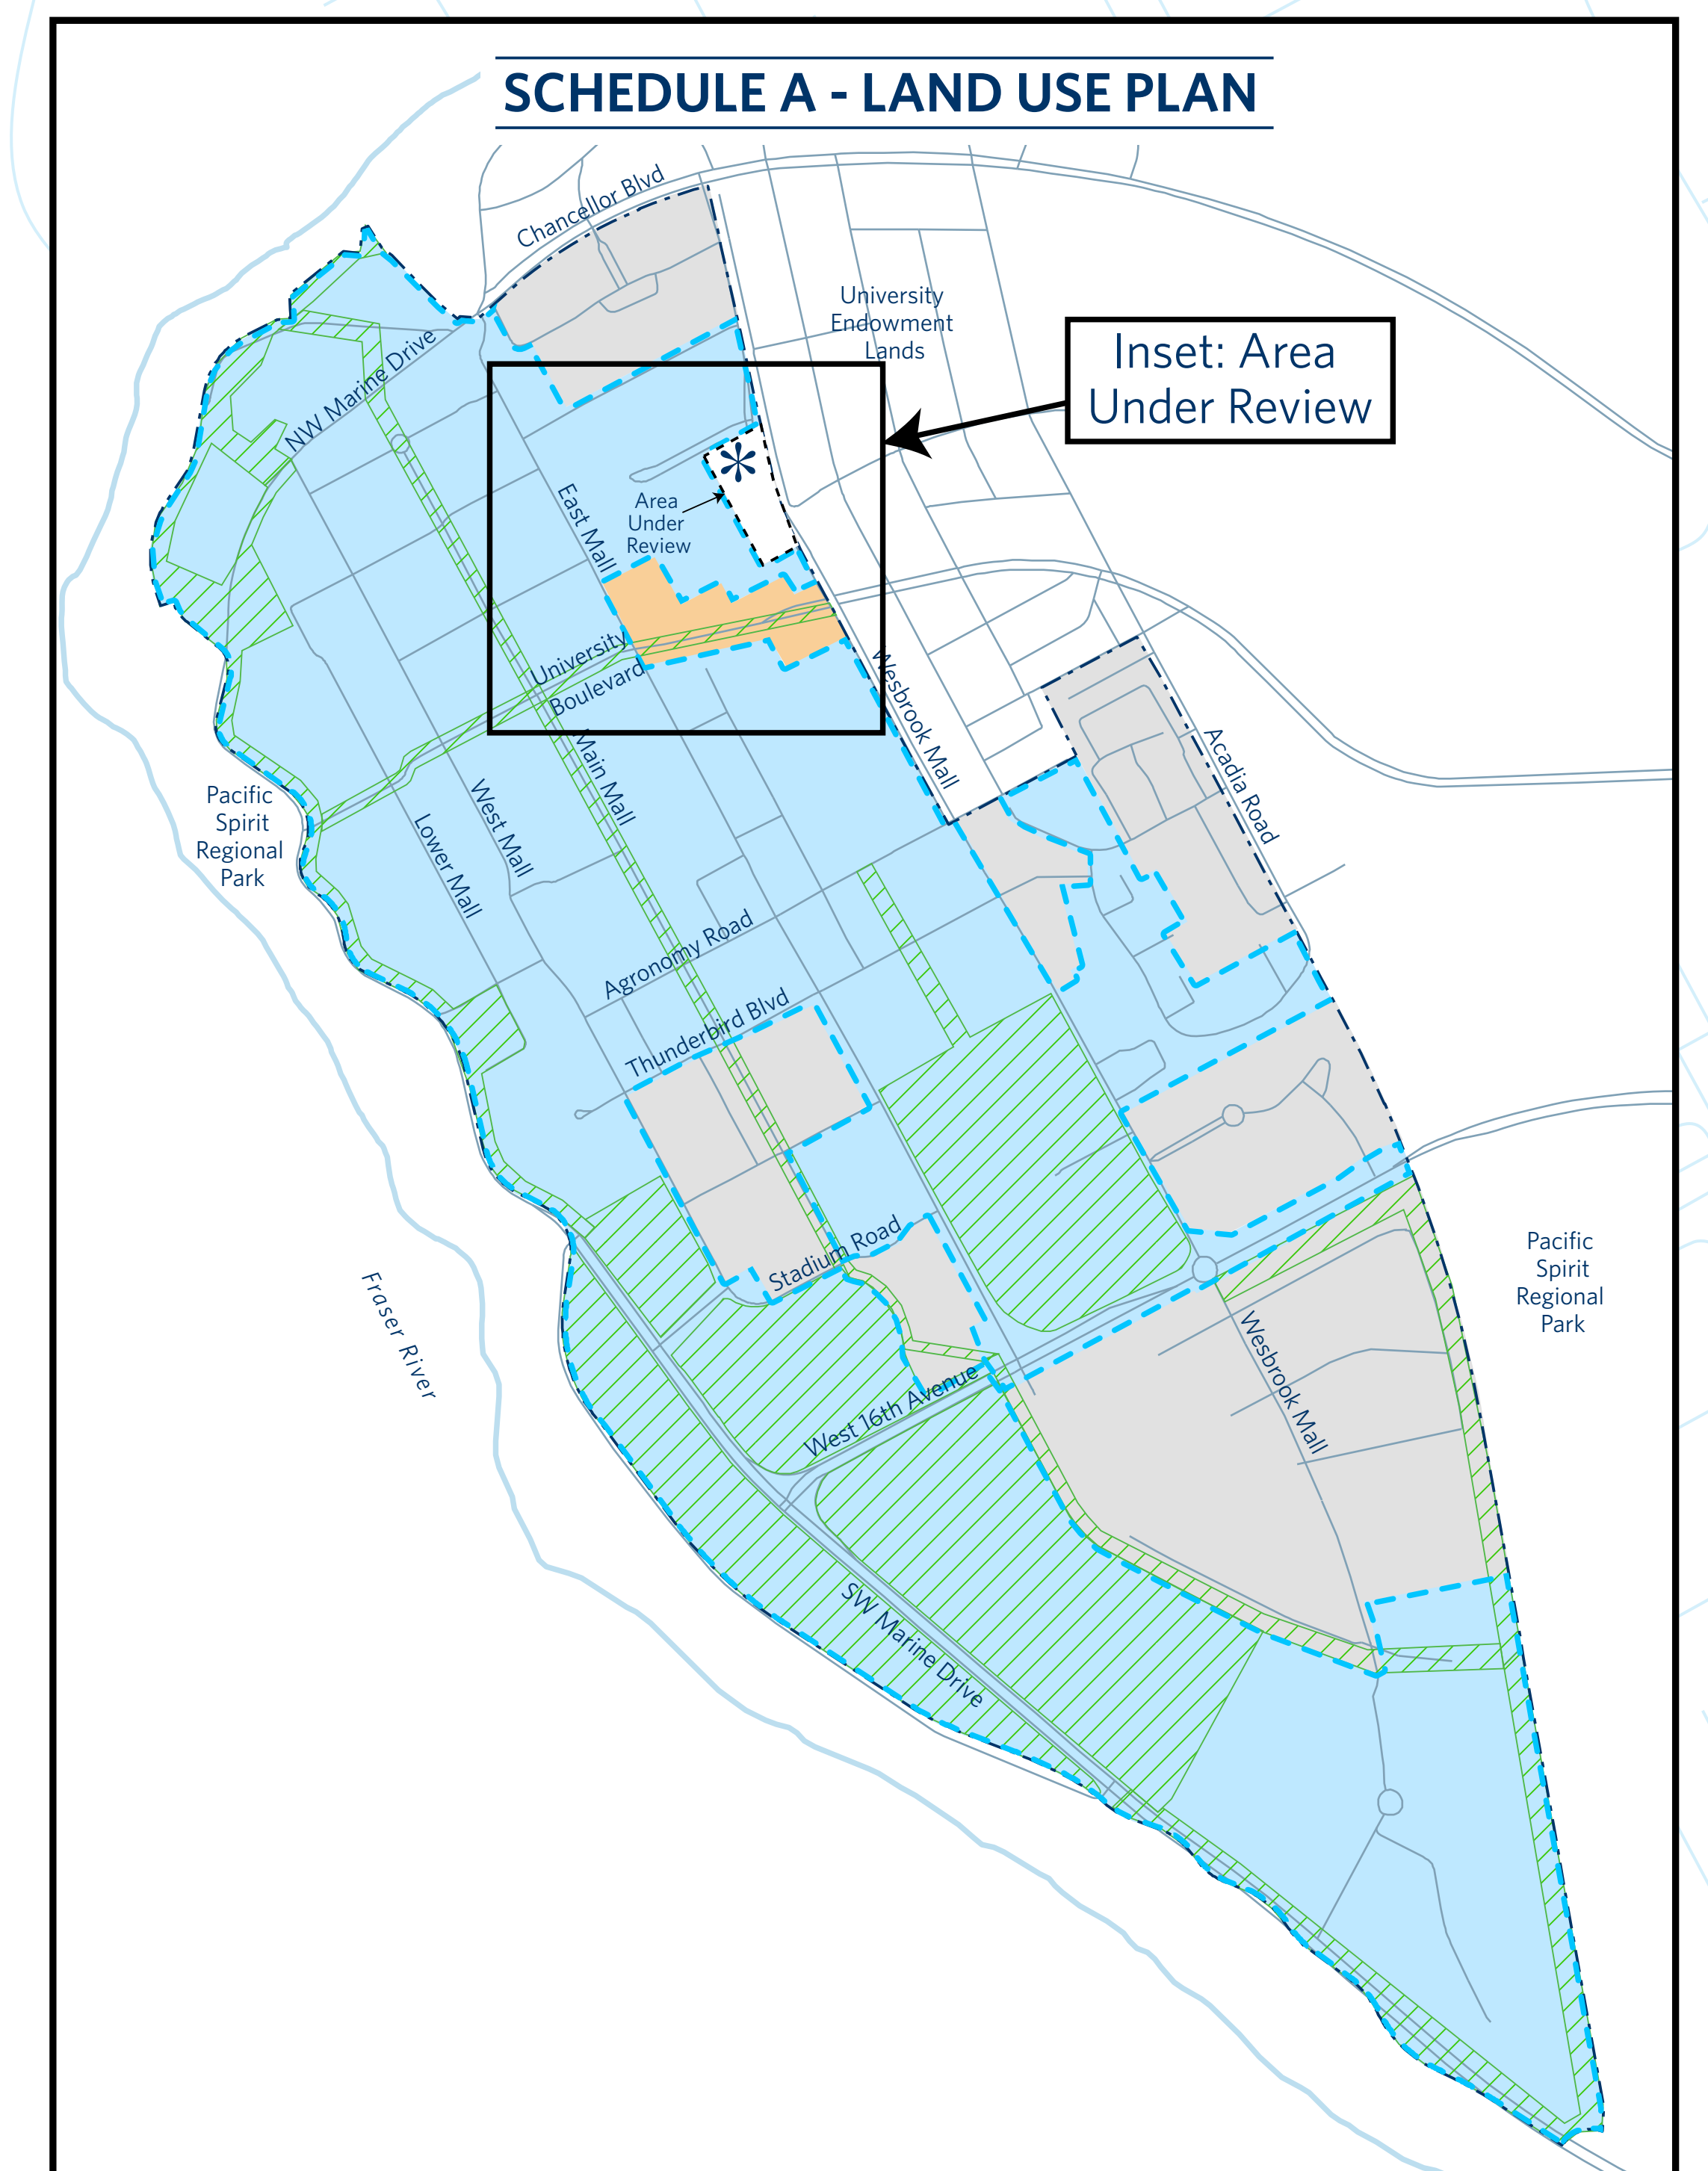 SCHEDULE A - LAND USE PLAN
Chancellor Blvd
University
Endowment
Lands
Inset: Area
Under Review
NW Marine Drive
*
Area
Under
Review
East Mall
University
Boulevard
Wesbrook Mall
Main Mall
Acadia Road
Pacific
Spirit
Regional
Park
West Mall
Lower Mall
Agronomy Road
Thunderbird Blvd
Stadium Road
Pacific
Spirit
Regional
Park
Fraser River
Wesbrook Mall
West 16th Avenue
SW Marine Drive